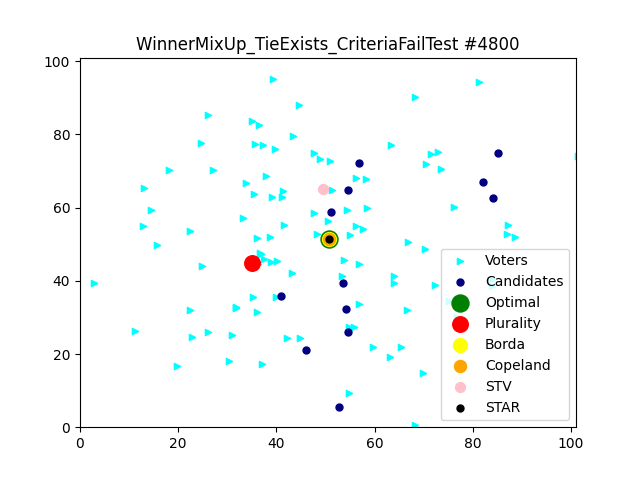 WinnerMixUp_TieExists_CriteriaFailTest #4800
100
80
60
40
20
0
0
20
40
60
80
100
Voters
Candidates
Optimal
Plurality
Borda
Copeland
STV
STAR